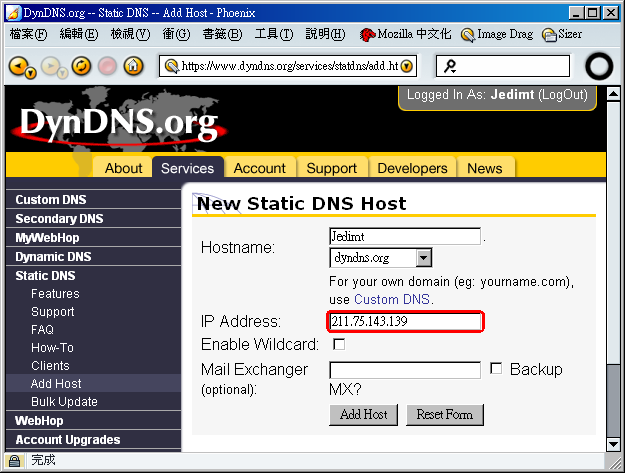 DynDNS.org -- Static DNS -- Add Host - Phoenix
檔案(F) 編輯(E) 檢視(V) 衝(G) 書籤(B) 工具(T) 說明(H) Mozilla 中文化 Image Drag Sizer
https://www.dyndns.org/services/statdns/add.ht
Logged In As: Jedimt (LogOut)
DynDNS.org
About Services Account Support Developers News
Custom DNS
Secondary DNS
MyWebHop
Dynamic DNS
Static DNS
Features
Support
FAQ
How-To
Clients
Add Host
Bulk Update
WebHop
Account Upgrades
New Static DNS Host
Hostname:
Jedimt .
dyndns.org
For your own domain (eg: yourname.com),
use Custom DNS.
IP Address: 211.75.143.139
Enable Wildcard:
Mail Exchanger Backup
(optional): MX?
Add Host Reset Form
完成